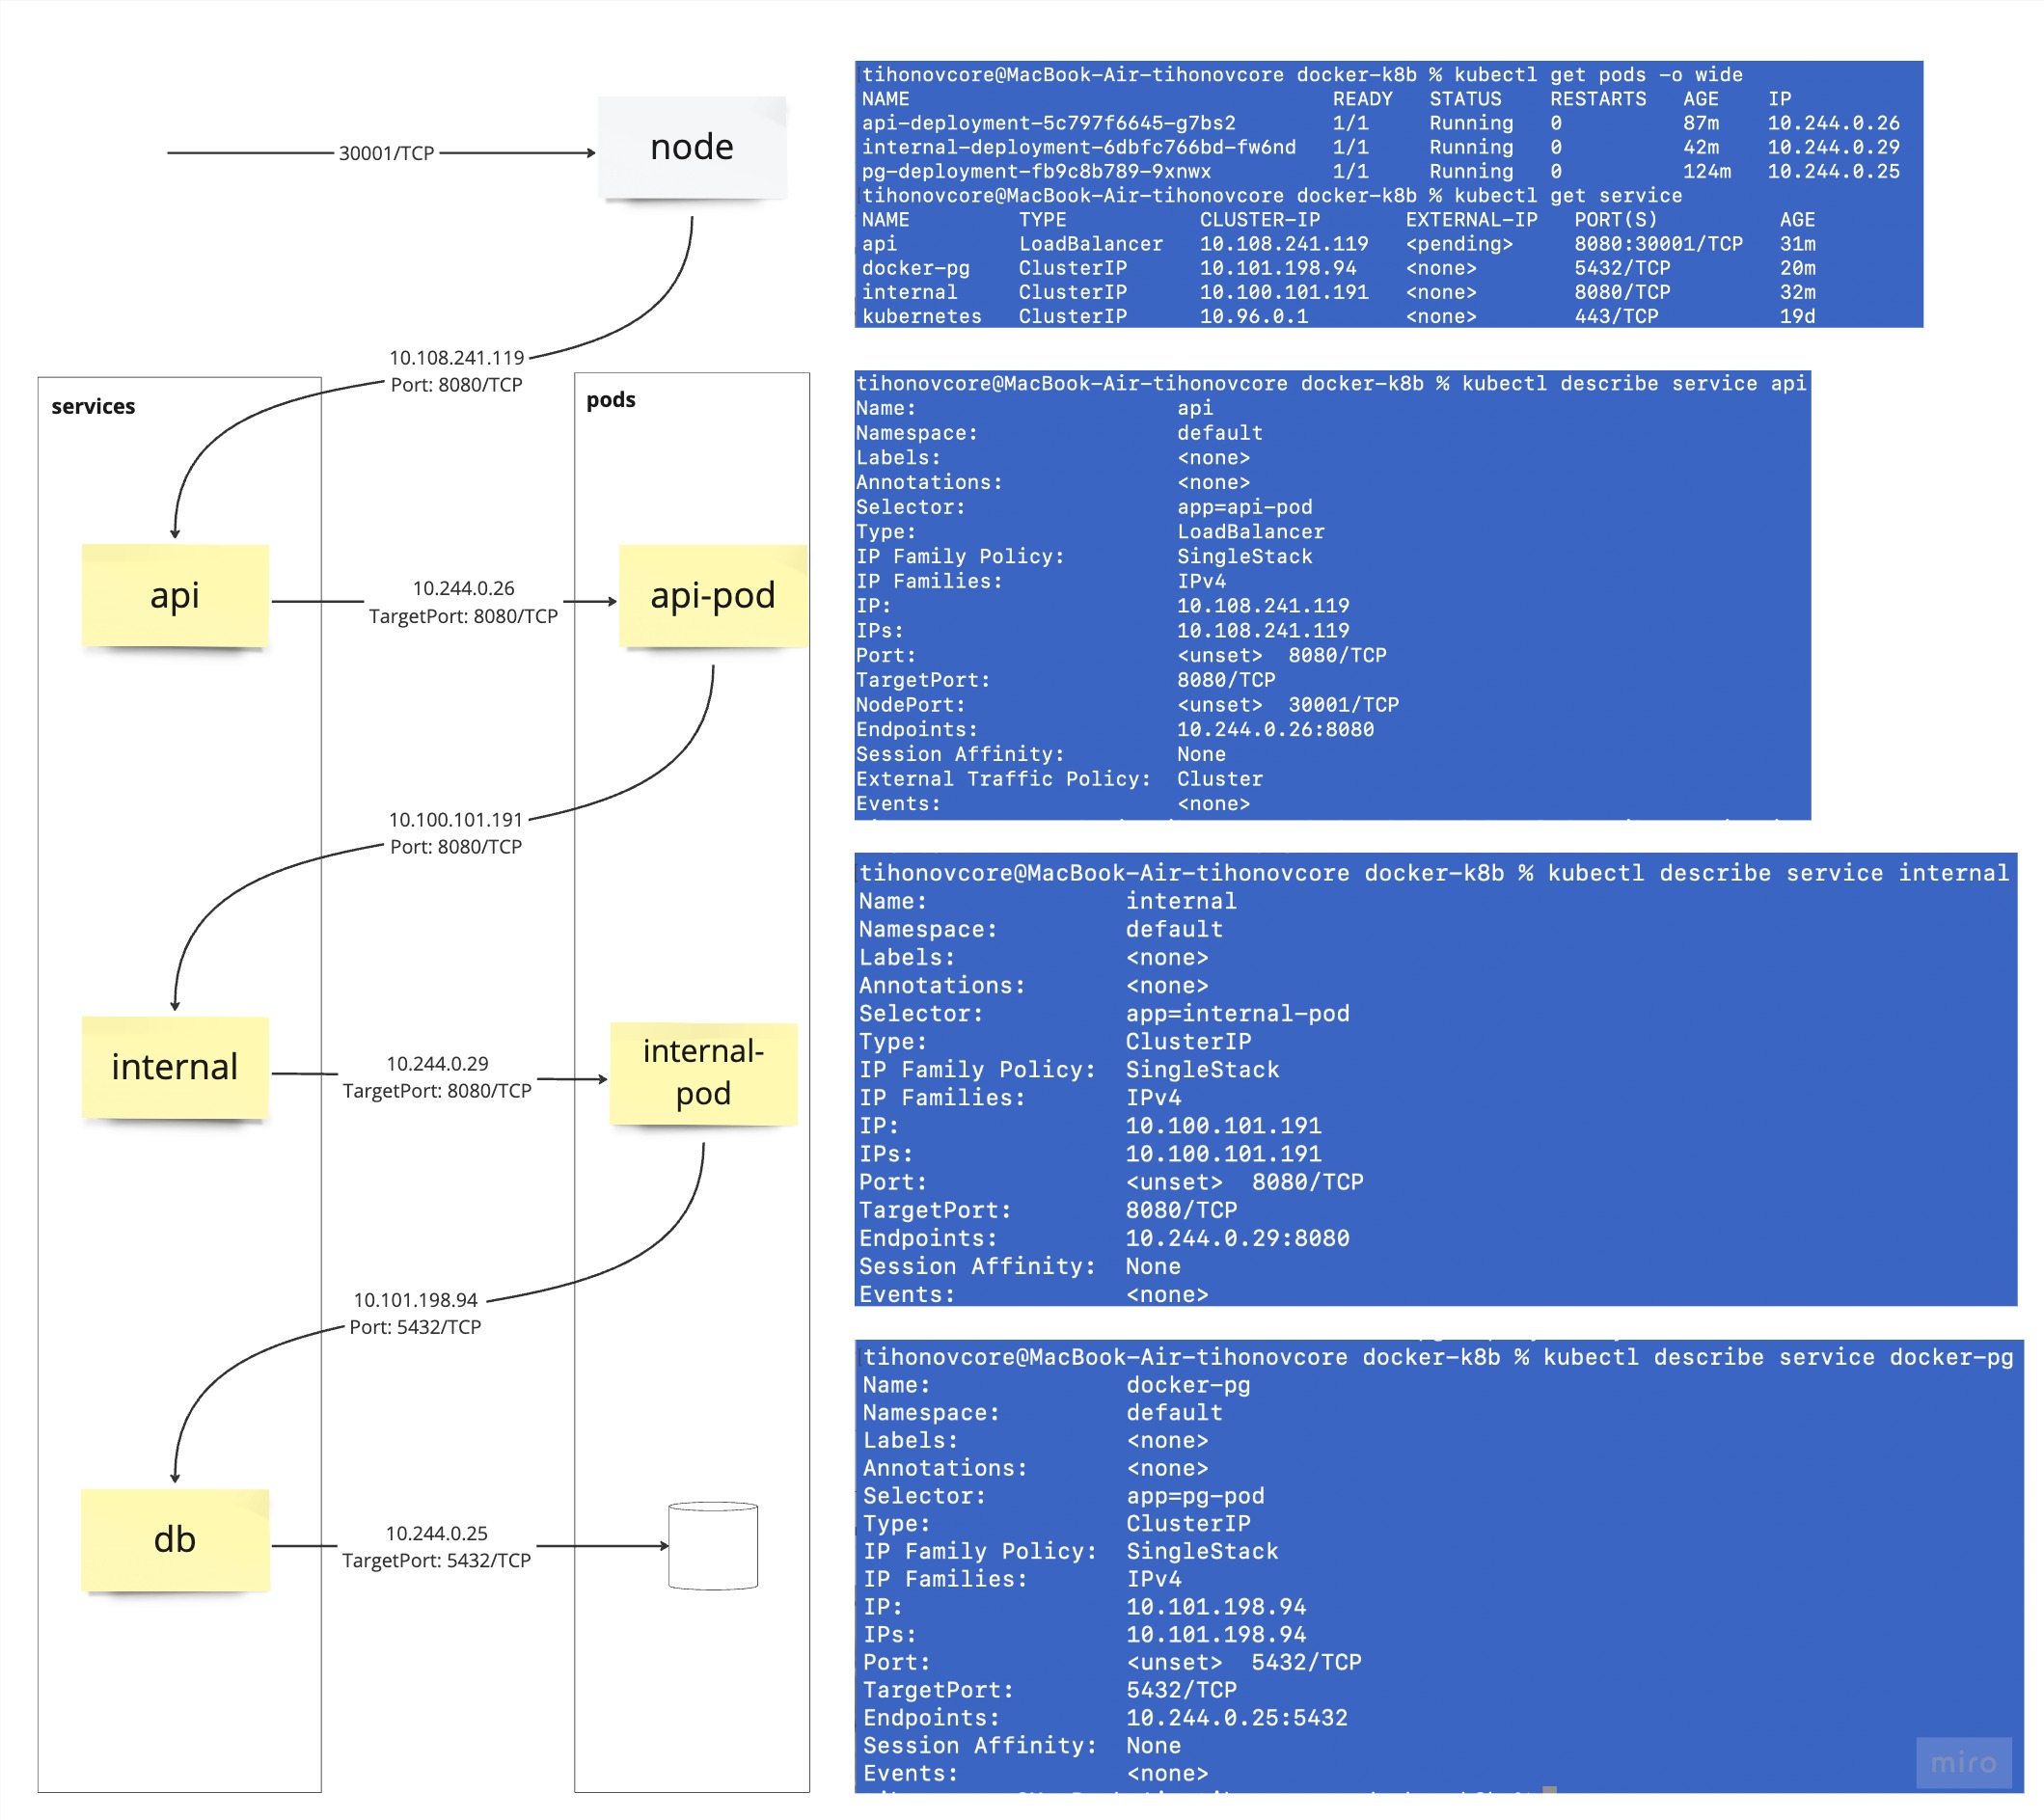 30001/TCP
node
10.108.241.119
Port: 8080/TCP
services
pods
api
10.244.0.26
TargetPort: 8080/TCP
api-pod
10.100.101.191
Port: 8080/TCP
internal
10.244.0.29
TargetPort: 8080/TCP
internal-
pod
10.101.198.94
Port: 5432/TCP
db
10.244.0.25
TargetPort: 5432/TCP
tihonovcore@MacBook-Air-tihonovcore docker-k8b % kubectl get pods -o wide
NAME READY STATUS RESTARTS AGE IP
api-deployment-5c797f6645-g7bs2 1/1 Running 0 87m 10.244.0.26
internal-deployment-6dbfc766bd-fw6nd 1/1 Running 0 42m 10.244.0.29
pg-deployment-fb9c8b789-9xnwx 1/1 Running 0 124m 10.244.0.25
tihonovcore@MacBook-Air-tihonovcore docker-k8b % kubectl get service
NAME TYPE CLUSTER-IP EXTERNAL-IP PORT(S) AGE
api LoadBalancer 10.108.241.119 <pending> 8080:30001/TCP 31m
docker-pg ClusterIP 10.101.198.94 <none> 5432/TCP 20m
internal ClusterIP 10.100.101.191 <none> 8080/TCP 32m
kubernetes ClusterIP 10.96.0.1 <none> 443/TCP 19d
tihonovcore@MacBook-Air-tihonovcore docker-k8b % kubectl describe service api
Name: api
Namespace: default
Labels: <none>
Annotations: <none>
Selector: app=api-pod
Type: LoadBalancer
IP Family Policy: SingleStack
IP Families: IPv4
IP: 10.108.241.119
IPs: 10.108.241.119
Port: <unset> 8080/TCP
TargetPort: 8080/TCP
NodePort: <unset> 30001/TCP
Endpoints: 10.244.0.26:8080
Session Affinity: None
External Traffic Policy: Cluster
Events: <none>
tihonovcore@MacBook-Air-tihonovcore docker-k8b % kubectl describe service internal
Name: internal
Namespace: default
Labels: <none>
Annotations: <none>
Selector: app=internal-pod
Type: ClusterIP
IP Family Policy: SingleStack
IP Families: IPv4
IP: 10.100.101.191
IPs: 10.100.101.191
Port: <unset> 8080/TCP
TargetPort: 8080/TCP
Endpoints: 10.244.0.29:8080
Session Affinity: None
Events: <none>
tihonovcore@MacBook-Air-tihonovcore docker-k8b % kubectl describe service docker-pg
Name: docker-pg
Namespace: default
Labels: <none>
Annotations: <none>
Selector: app=pg-pod
Type: ClusterIP
IP Family Policy: SingleStack
IP Families: IPv4
IP: 10.101.198.94
IPs: 10.101.198.94
Port: <unset> 5432/TCP
TargetPort: 5432/TCP
Endpoints: 10.244.0.25:5432
Session Affinity: None
Events: <none>
miro